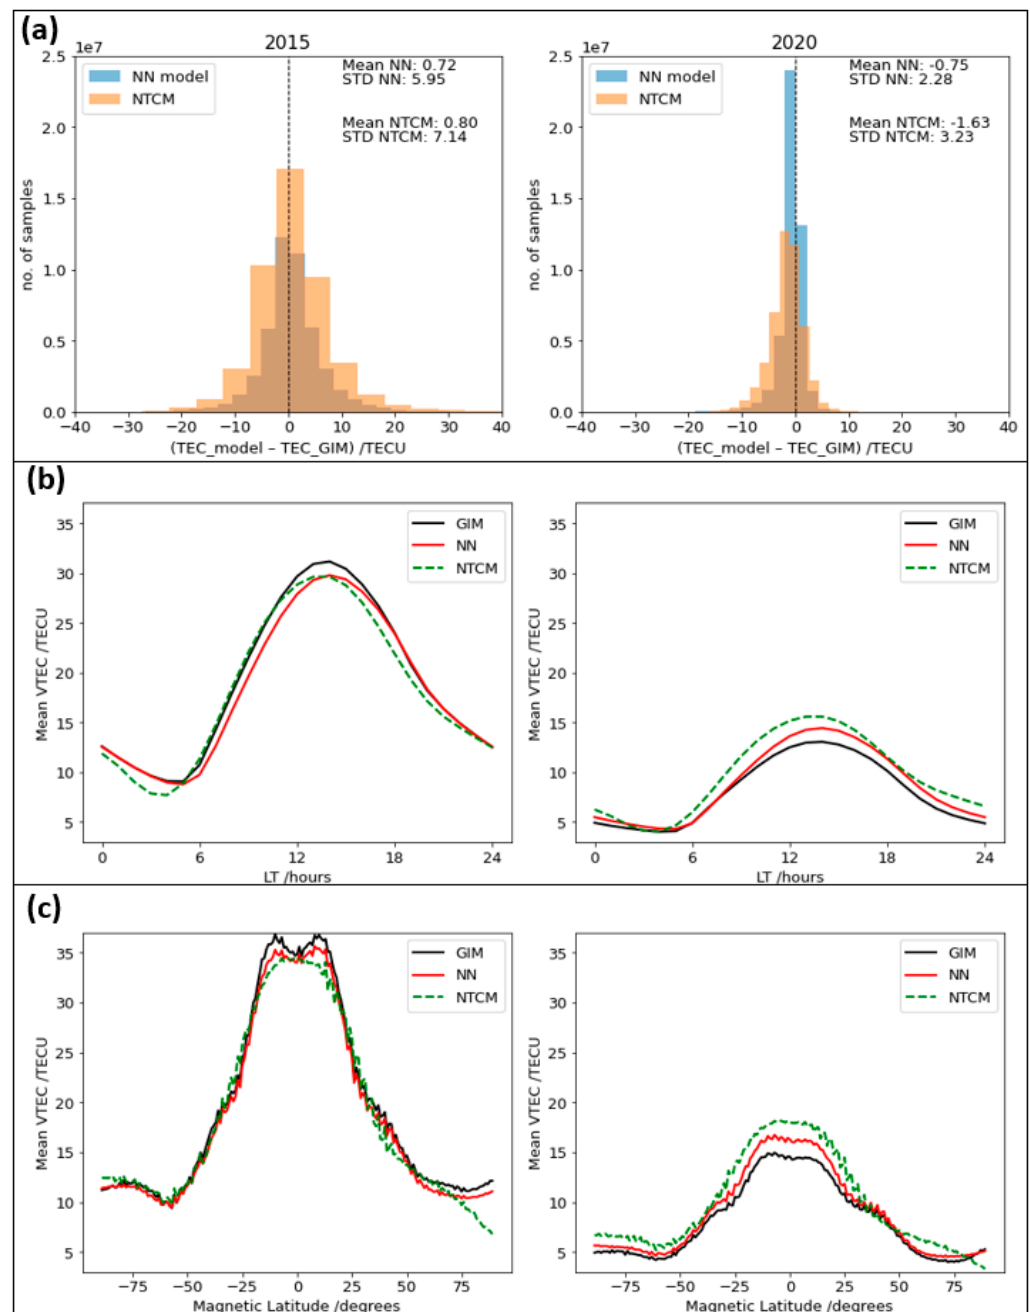 (a)
2015
1e7
NN model
NTCM
Mean NN: 0.72
STD NN: 5.95
Mean NTCM: 0.80
STD NTCM: 7.14
no. of samples
2.5
2.0
1.5
1.0
0.5
0.0
−40 −30 −20 −10 0 10 20 30 40
(TEC_model – TEC_GIM) /TECU
2020
1e7
NN model
NTCM
Mean NN: -0.75
STD NN: 2.28
Mean NTCM: -1.63
STD NTCM: 3.23
no. of samples
2.5
2.0
1.5
1.0
0.5
0.0
−40 −30 −20 −10 0 10 20 30 40
(TEC_model – TEC_GIM) /TECU
(b)
GIM
NN
NTCM
Mean VTEC /TECU
35
30
25
20
15
10
5
0 6 12 18 24
LT /hours
GIM
NN
NTCM
Mean VTEC /TECU
35
30
25
20
15
10
5
0 6 12 18 24
LT /hours
(c)
GIM
NN
NTCM
Mean VTEC /TECU
35
30
25
20
15
10
5
−75 −50 −25 0 25 50 75
Magnetic Latitude /degrees
GIM
NN
NTCM
Mean VTEC /TECU
35
30
25
20
15
10
5
−75 −50 −25 0 25 50 75
Magnetic Latitude /degrees